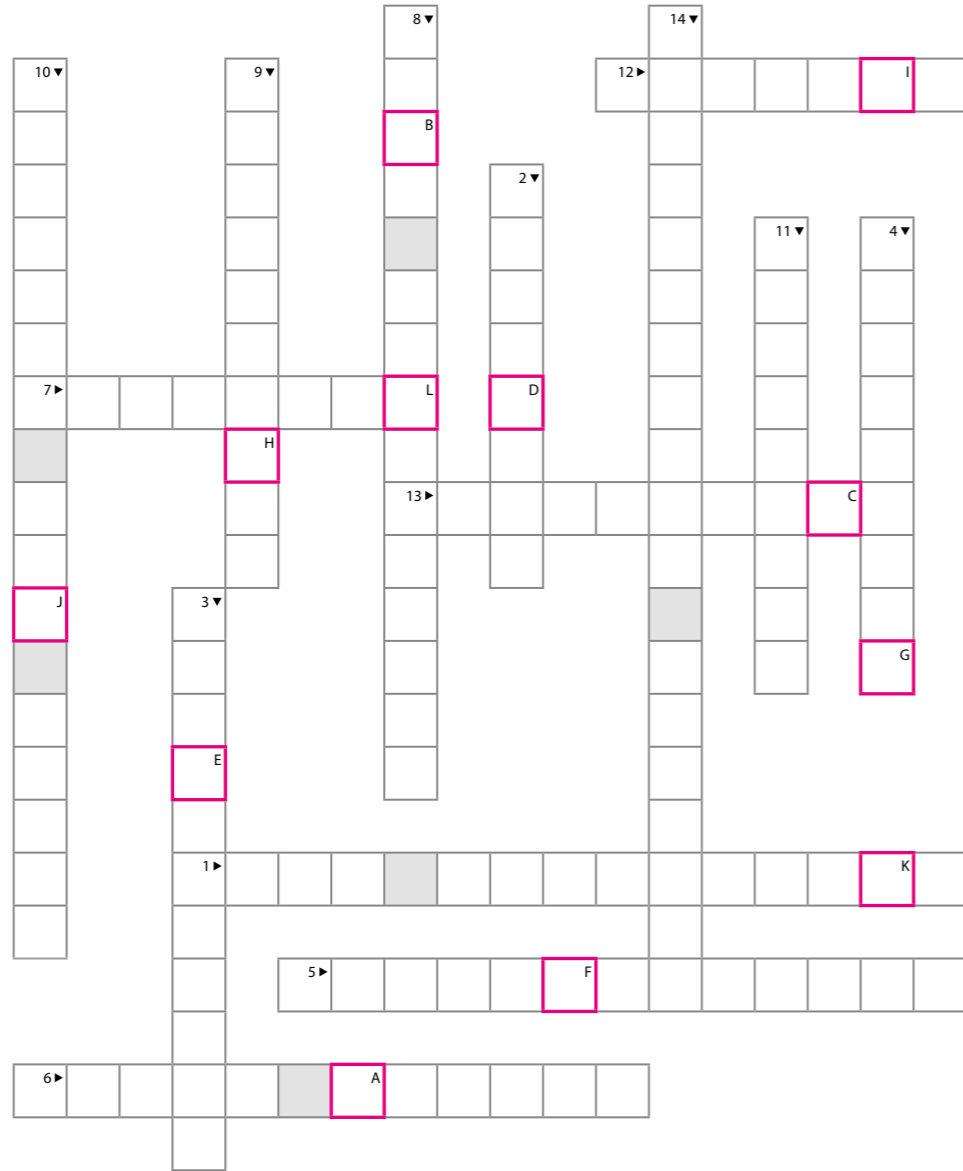 8▼ 14▼
10▼ 9▼ 12► I
B
2▼
11▼ 4▼
7► L D
H
13► C
J 3▼
G
E
1► K
5► F
6► A